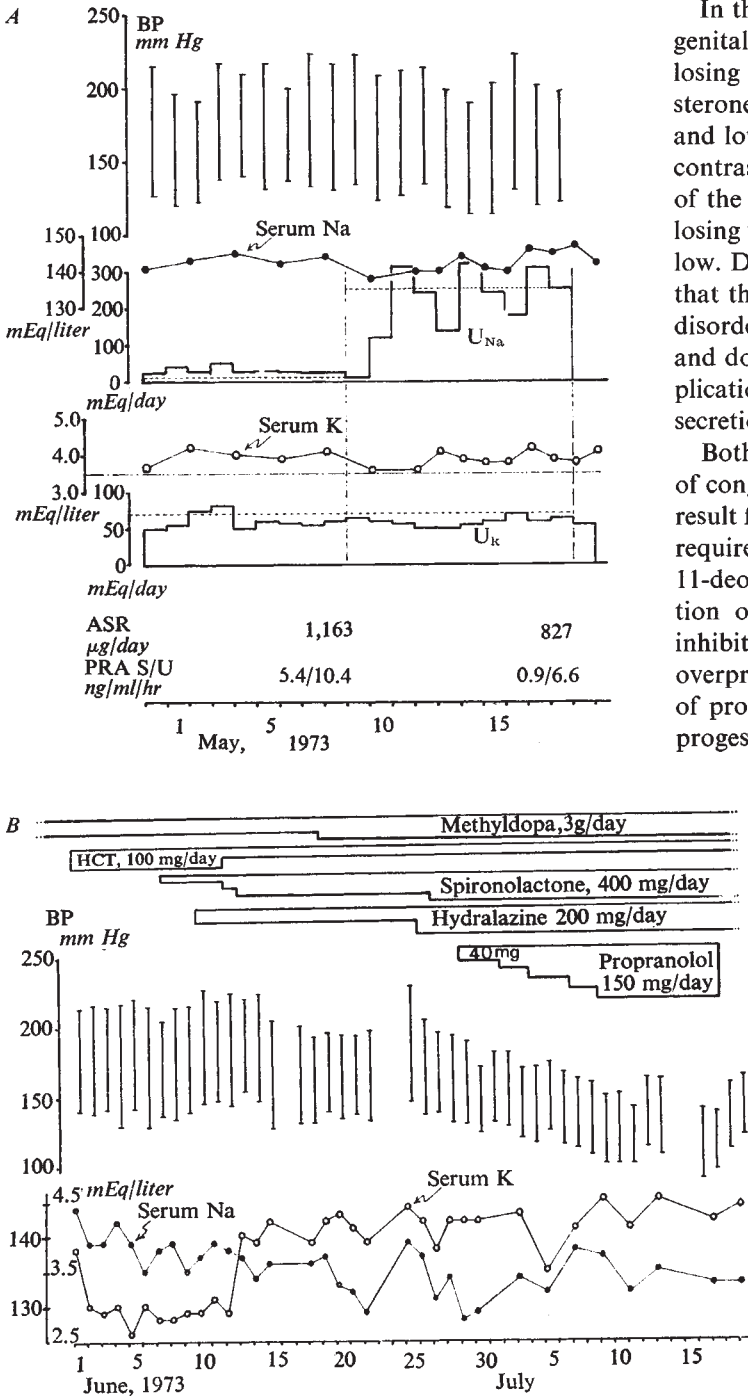 A
BP
mm Hg
250
200
150
100
Serum Na
150
140
130
mEq/liter
300
200
100
0
U Na
mEq/day
Serum K
5.0
4.0
3.0
mEq/liter
100
50
0
U k
mEq/day
ASR 1,163 827
µg/day
PRA S/U 5.4/10.4 0.9/6.6
ng/ml/hr
1 5 10 15
May, 1973
In th
genital
losing
sterone
and lov
contras
of the
losing t
low. D
that th
disorde
and do
plicatio
secretio
Both
of cong
result f
require
11-deo
tion o
inhibit
overpr
of pro
proges
B
Methyldopa,3g/day
HCT, 100 mg/day
Spironolactone, 400 mg/day
Hydralazine 200 mg/day
40mg
Propranolol
150 mg/day
BP
mm Hg
250
200
150
100
4.5 mEq/liter
Serum Na
Serum K
140
3.5
130
2.5
1 5 10 15 20 25 30 5 10 15
June, 1973 July